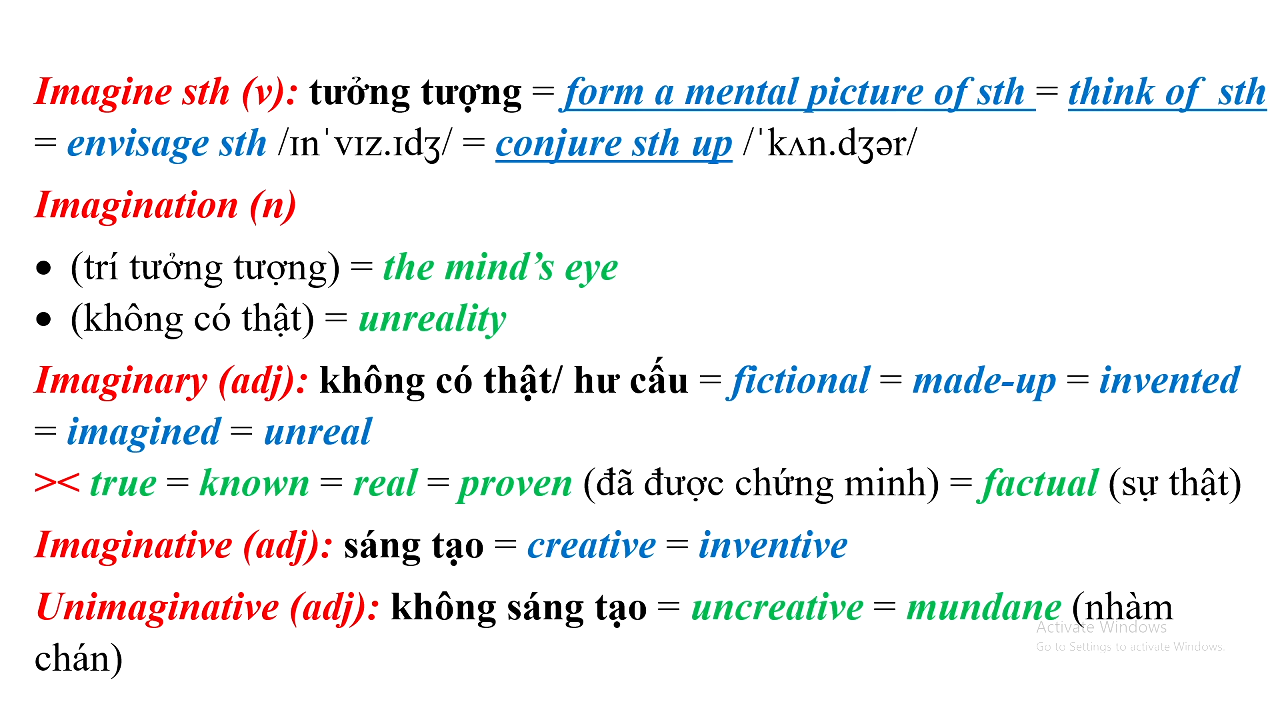 Imagine sth (v): tưởng tượng = form a mental picture of sth = think of  sth
= envisage sth /ɪnˈvɪz.ɪdʒ/ = conjure sth up /ˈkʌn.dʒər/
Imagination (n)
• (trí tưởng tượng) = the mind’s eye
• (không có thật) = unreality
Imaginary (adj): không có thật/ hư cấu = fictional = made-up = invented
= imagined = unreal
>< true = known = real = proven (đã được chứng minh) = factual (sự thật)
Imaginative (adj): sáng tạo = creative = inventive
Unimaginative (adj): không sáng tạo = uncreative = mundane (nhàm
chán)
Activate Windows
Go to Settings to activate Windows.